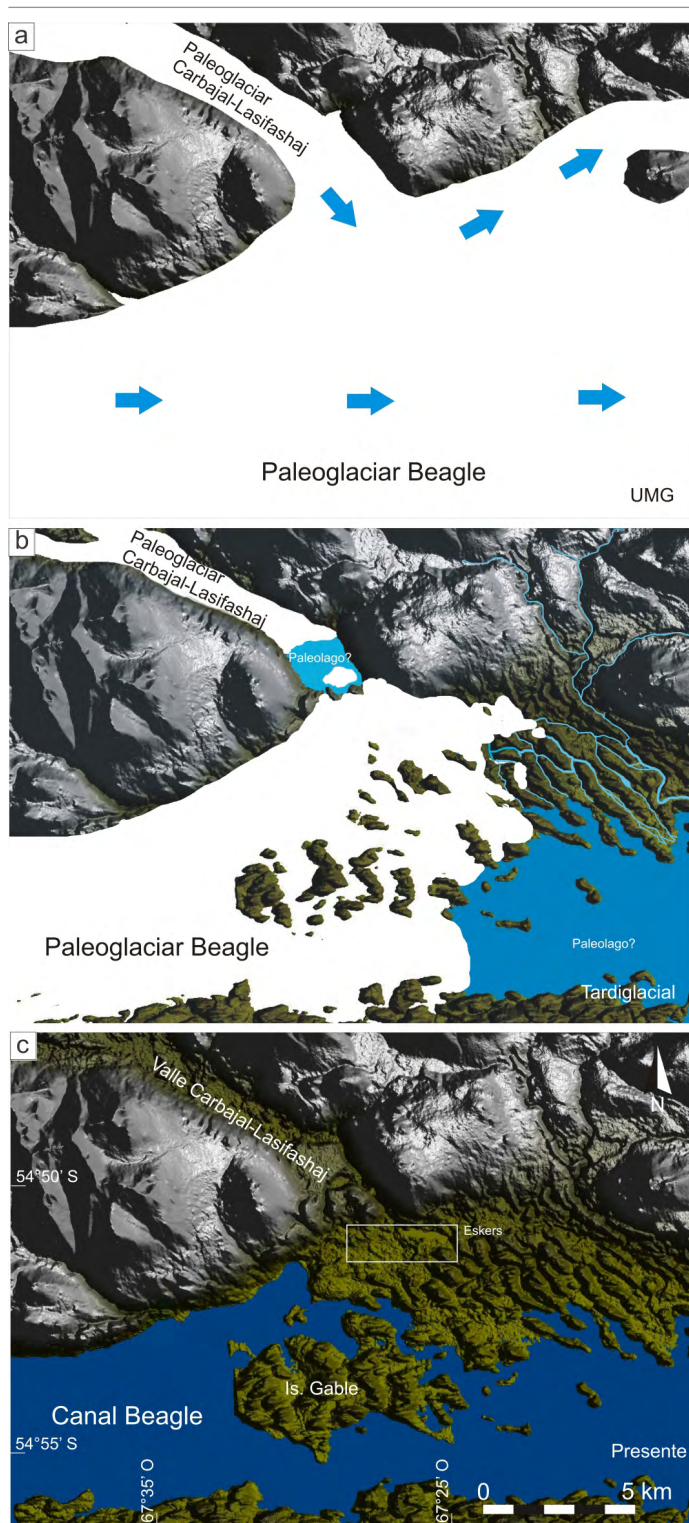 a
Paleoglaciar
Carbajal-Lasifashaj
Paleoglaciar Beagle
UMG
b
Paleoglaciar
Carbajal-Lasifashaj
Paleolago?
Paleoglaciar Beagle
Paleolago?
Tardiglacial
c
Valle Carbajal-Lasifashaj
N
54°50' S
Eskers
Is. Gable
Canal Beagle
54°55' S
Presente
67°35' O
67°25' O
0 5 km